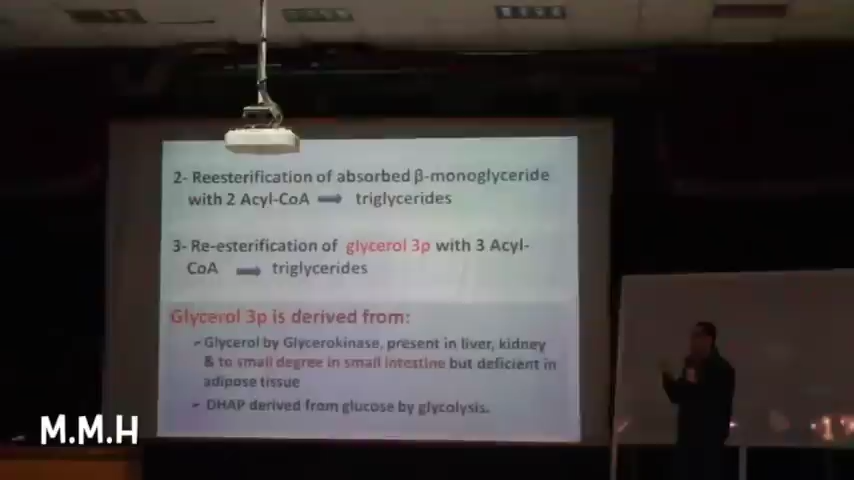 2- Reesterification of absorbed β-monoglyceride
with 2 Acyl-CoA ➡ triglycerides
3- Re-esterification of glycerol 3p with 3 Acyl-
CoA ➡ triglycerides
Glycerol 3p is derived from:
➢Glycerol by Glycerokinase, present in liver, kidney
& to small degree in small intestine but deficient in
adipose tissue
➢ DHAP derived from glucose by glycolysis.
M.M.H